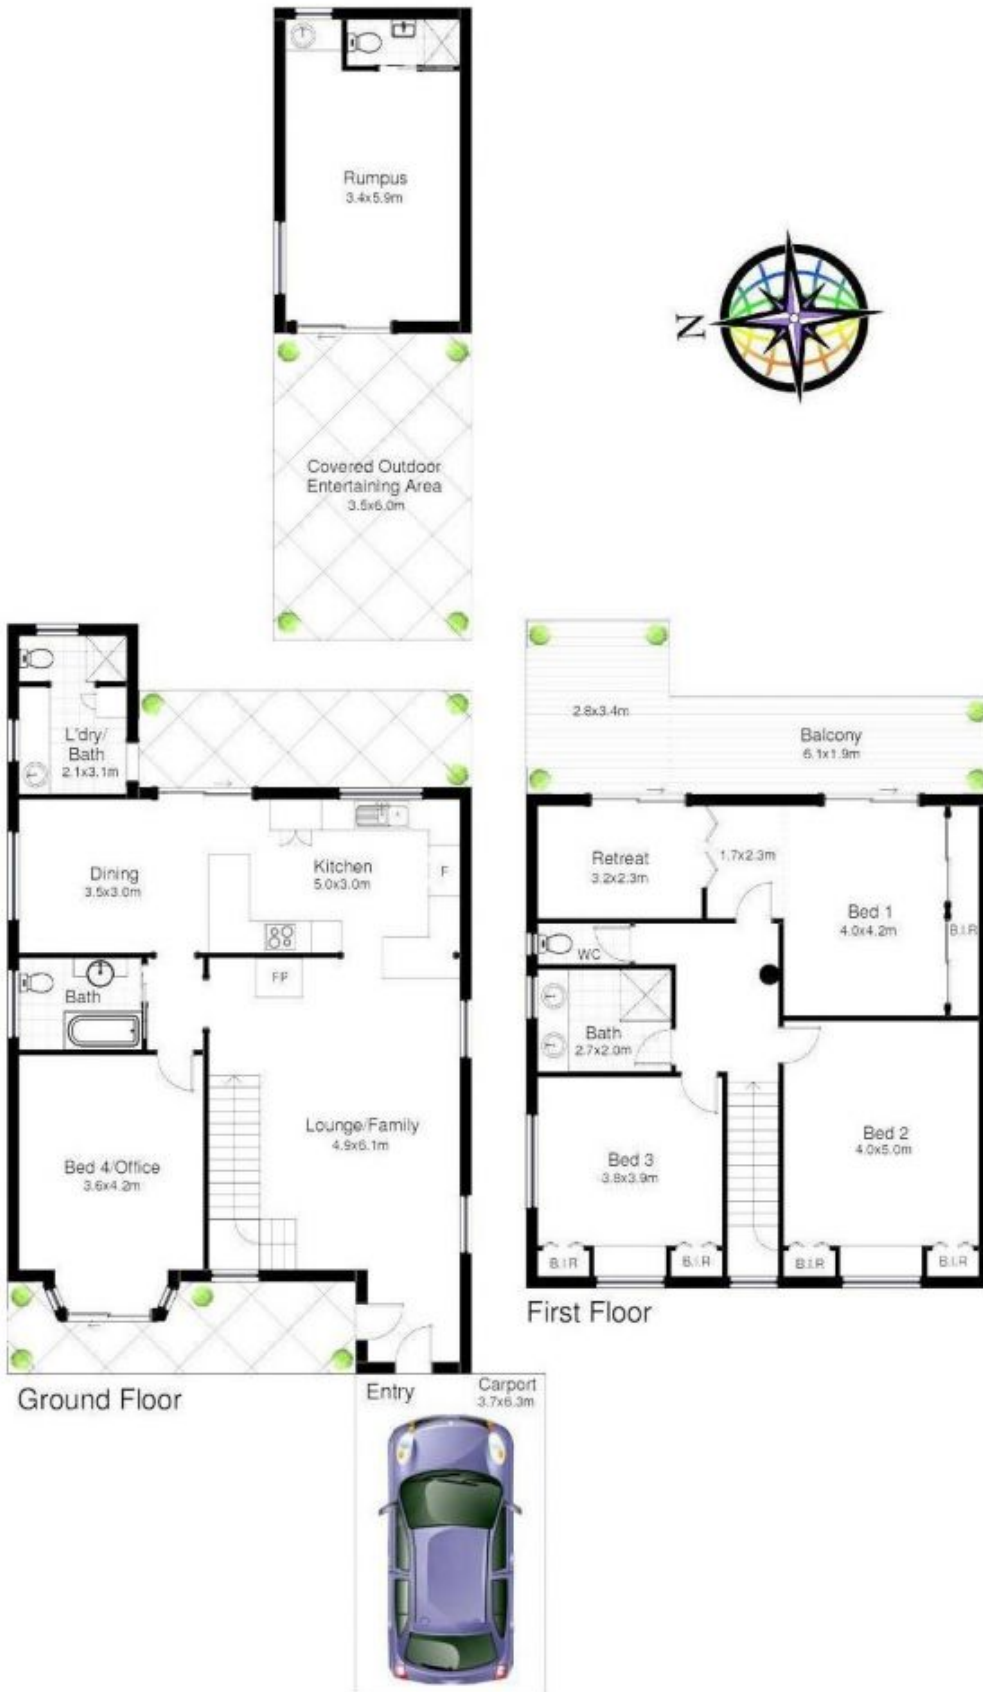 Rumpus
3.4x5.9m
N
Covered Outdoor
Entertaining Area
3.5x6.0m
L'dry/
Bath
2.1x3.1m
Dining
3.5x3.0m
Kitchen
5.0x3.0m
F
Bath
F/P
Lounge/Family
4.9x6.1m
Bed 4/Office
3.6x4.2m
Ground Floor
Entry
Carport
3.7x6.3m
2.8x3.4m
Balcony
6.1x1.9m
Retreat
3.2x2.3m
1.7x2.3m
Bed 1
4.0x4.2m
B.I.R
WC
Bath
2.7x2.0m
Bed 2
4.0x5.0m
Bed 3
3.8x3.9m
B.I.R
B.I.R
B.I.R
B.I.R
First Floor